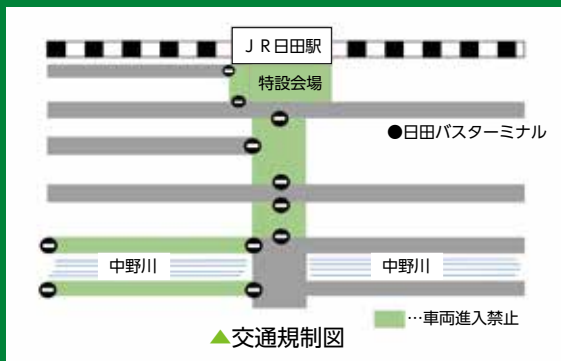 JR日田駅
特設会場
●日田バスターミナル
中野川
中野川
…車両進入禁止
▲交通規制図